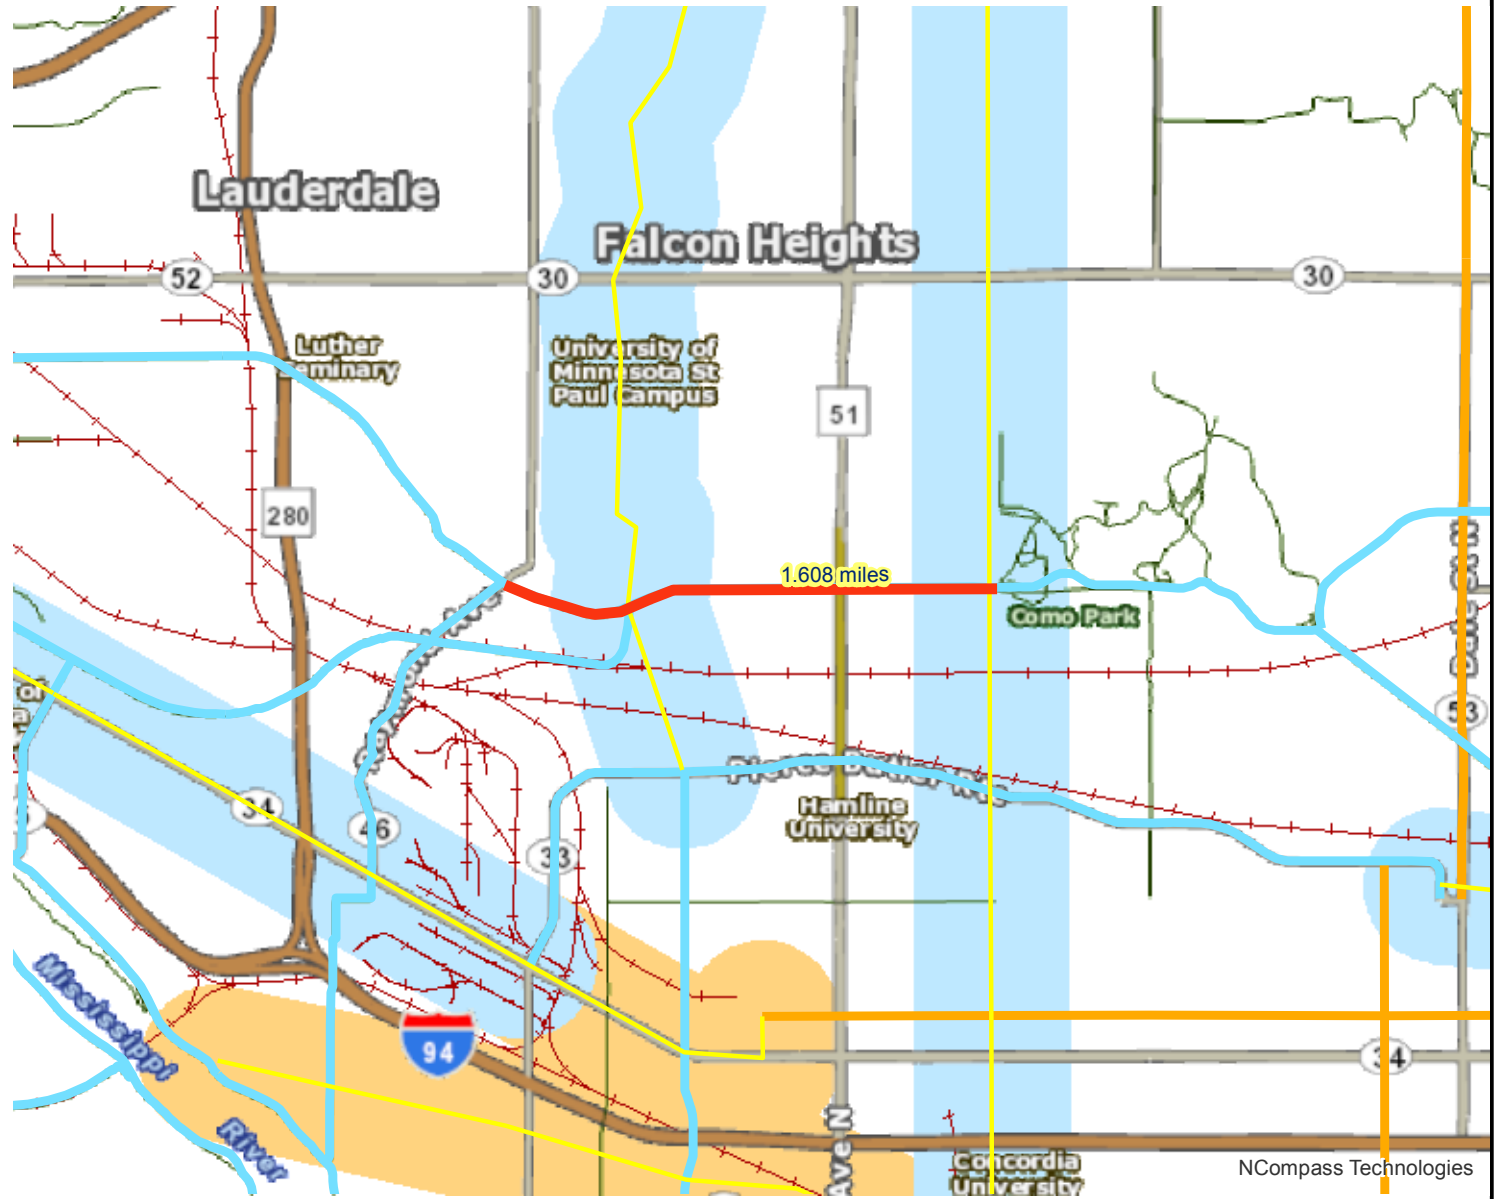 Lauderdale
Falcon Heights
52
30
30
Luther
Seminary
University of
Minnesota St
Paul Campus
51
280
1.608 miles
Como Park
of
53
Pierce Butler Rte
34
46
33
Hamline
University
Mississippi
River
94
34
Ave N
Concordia
University
NCompass Technologies